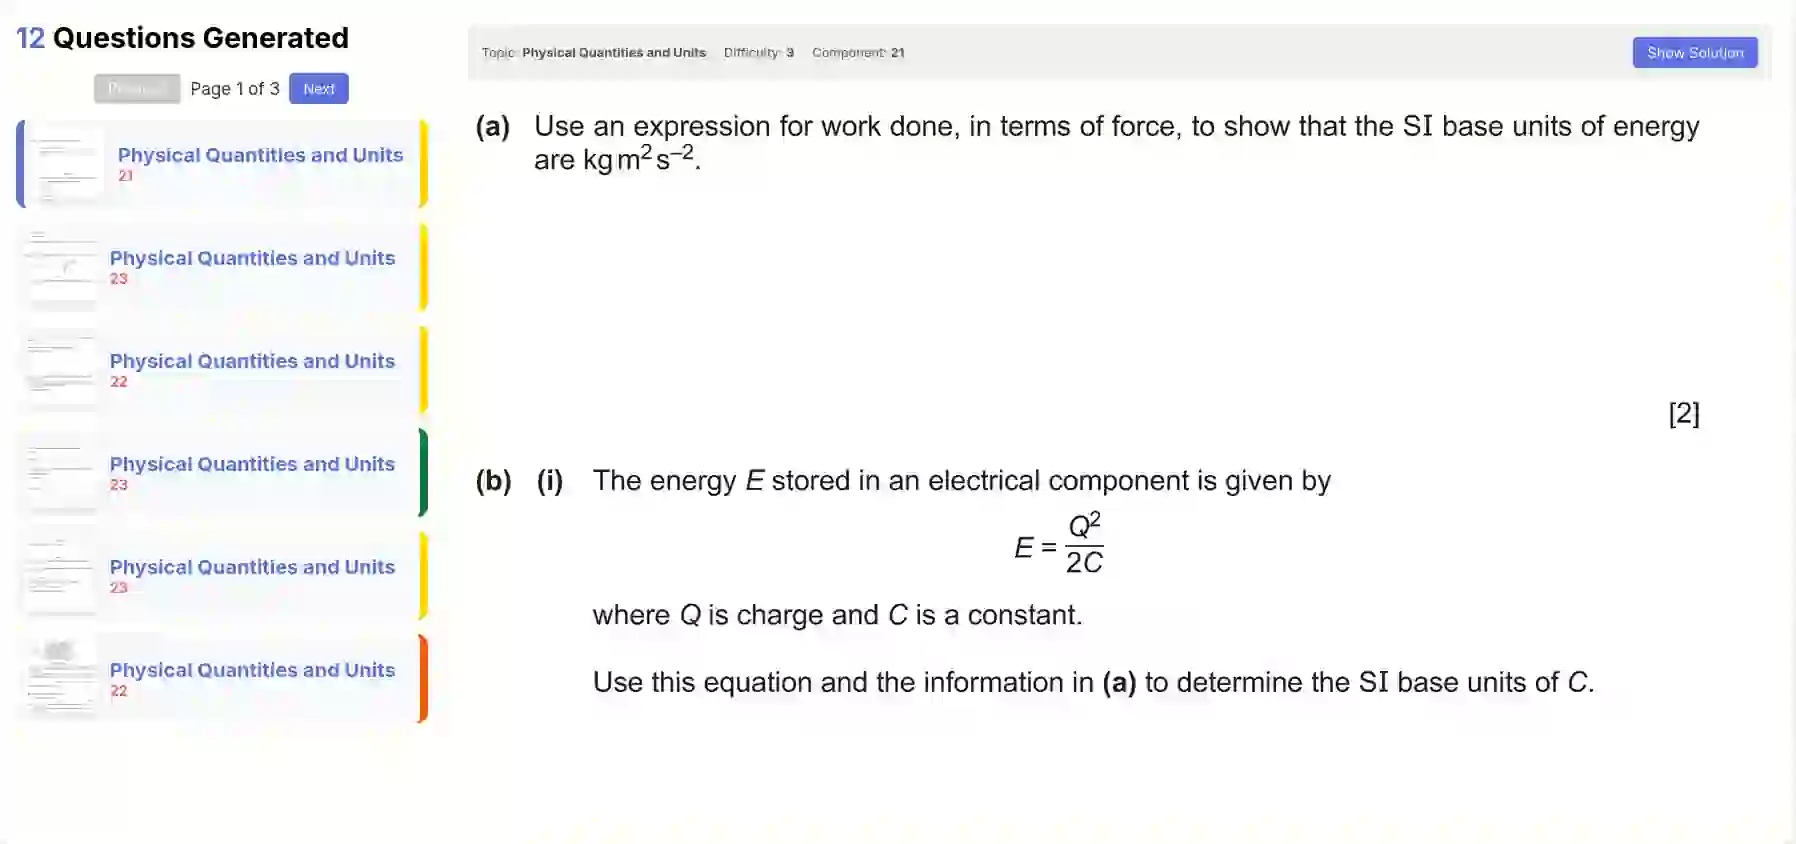 12 Questions Generated
Previous Page 1 of 3 Next
Physical Quantities and Units
21
Physical Quantities and Units
23
Physical Quantities and Units
22
Physical Quantities and Units
23
Physical Quantities and Units
23
Physical Quantities and Units
22
Topic: Physical Quantities and Units Difficulty: 3 Component: 21
Show Solution
(a) Use an expression for work done, in terms of force, to show that the SI base units of energy
are kg m² s⁻².
[2]
(b) (i) The energy E stored in an electrical component is given by
E = Q²/2C
where Q is charge and C is a constant.
Use this equation and the information in (a) to determine the SI base units of C.